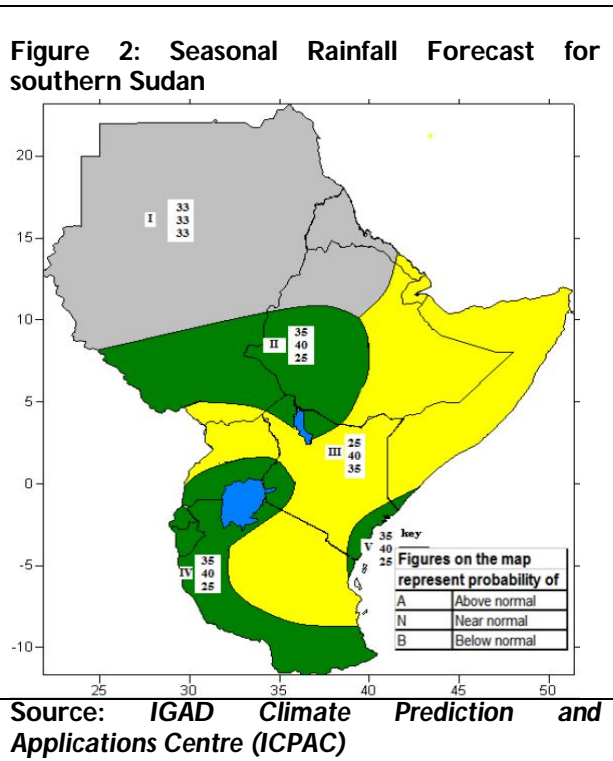 Figure 2: Seasonal Rainfall Forecast for
southern Sudan
20
15
10
5
0
-5
-10
I
33
33
33
II
35
40
25
III
25
40
35
IV
35
40
25
V
35
40
25
key
Figures on the map
represent probability of
A Above normal
N Near normal
B Below normal
25 30 35 40 45 50
Source: IGAD Climate Prediction and
Applications Centre (ICPAC)